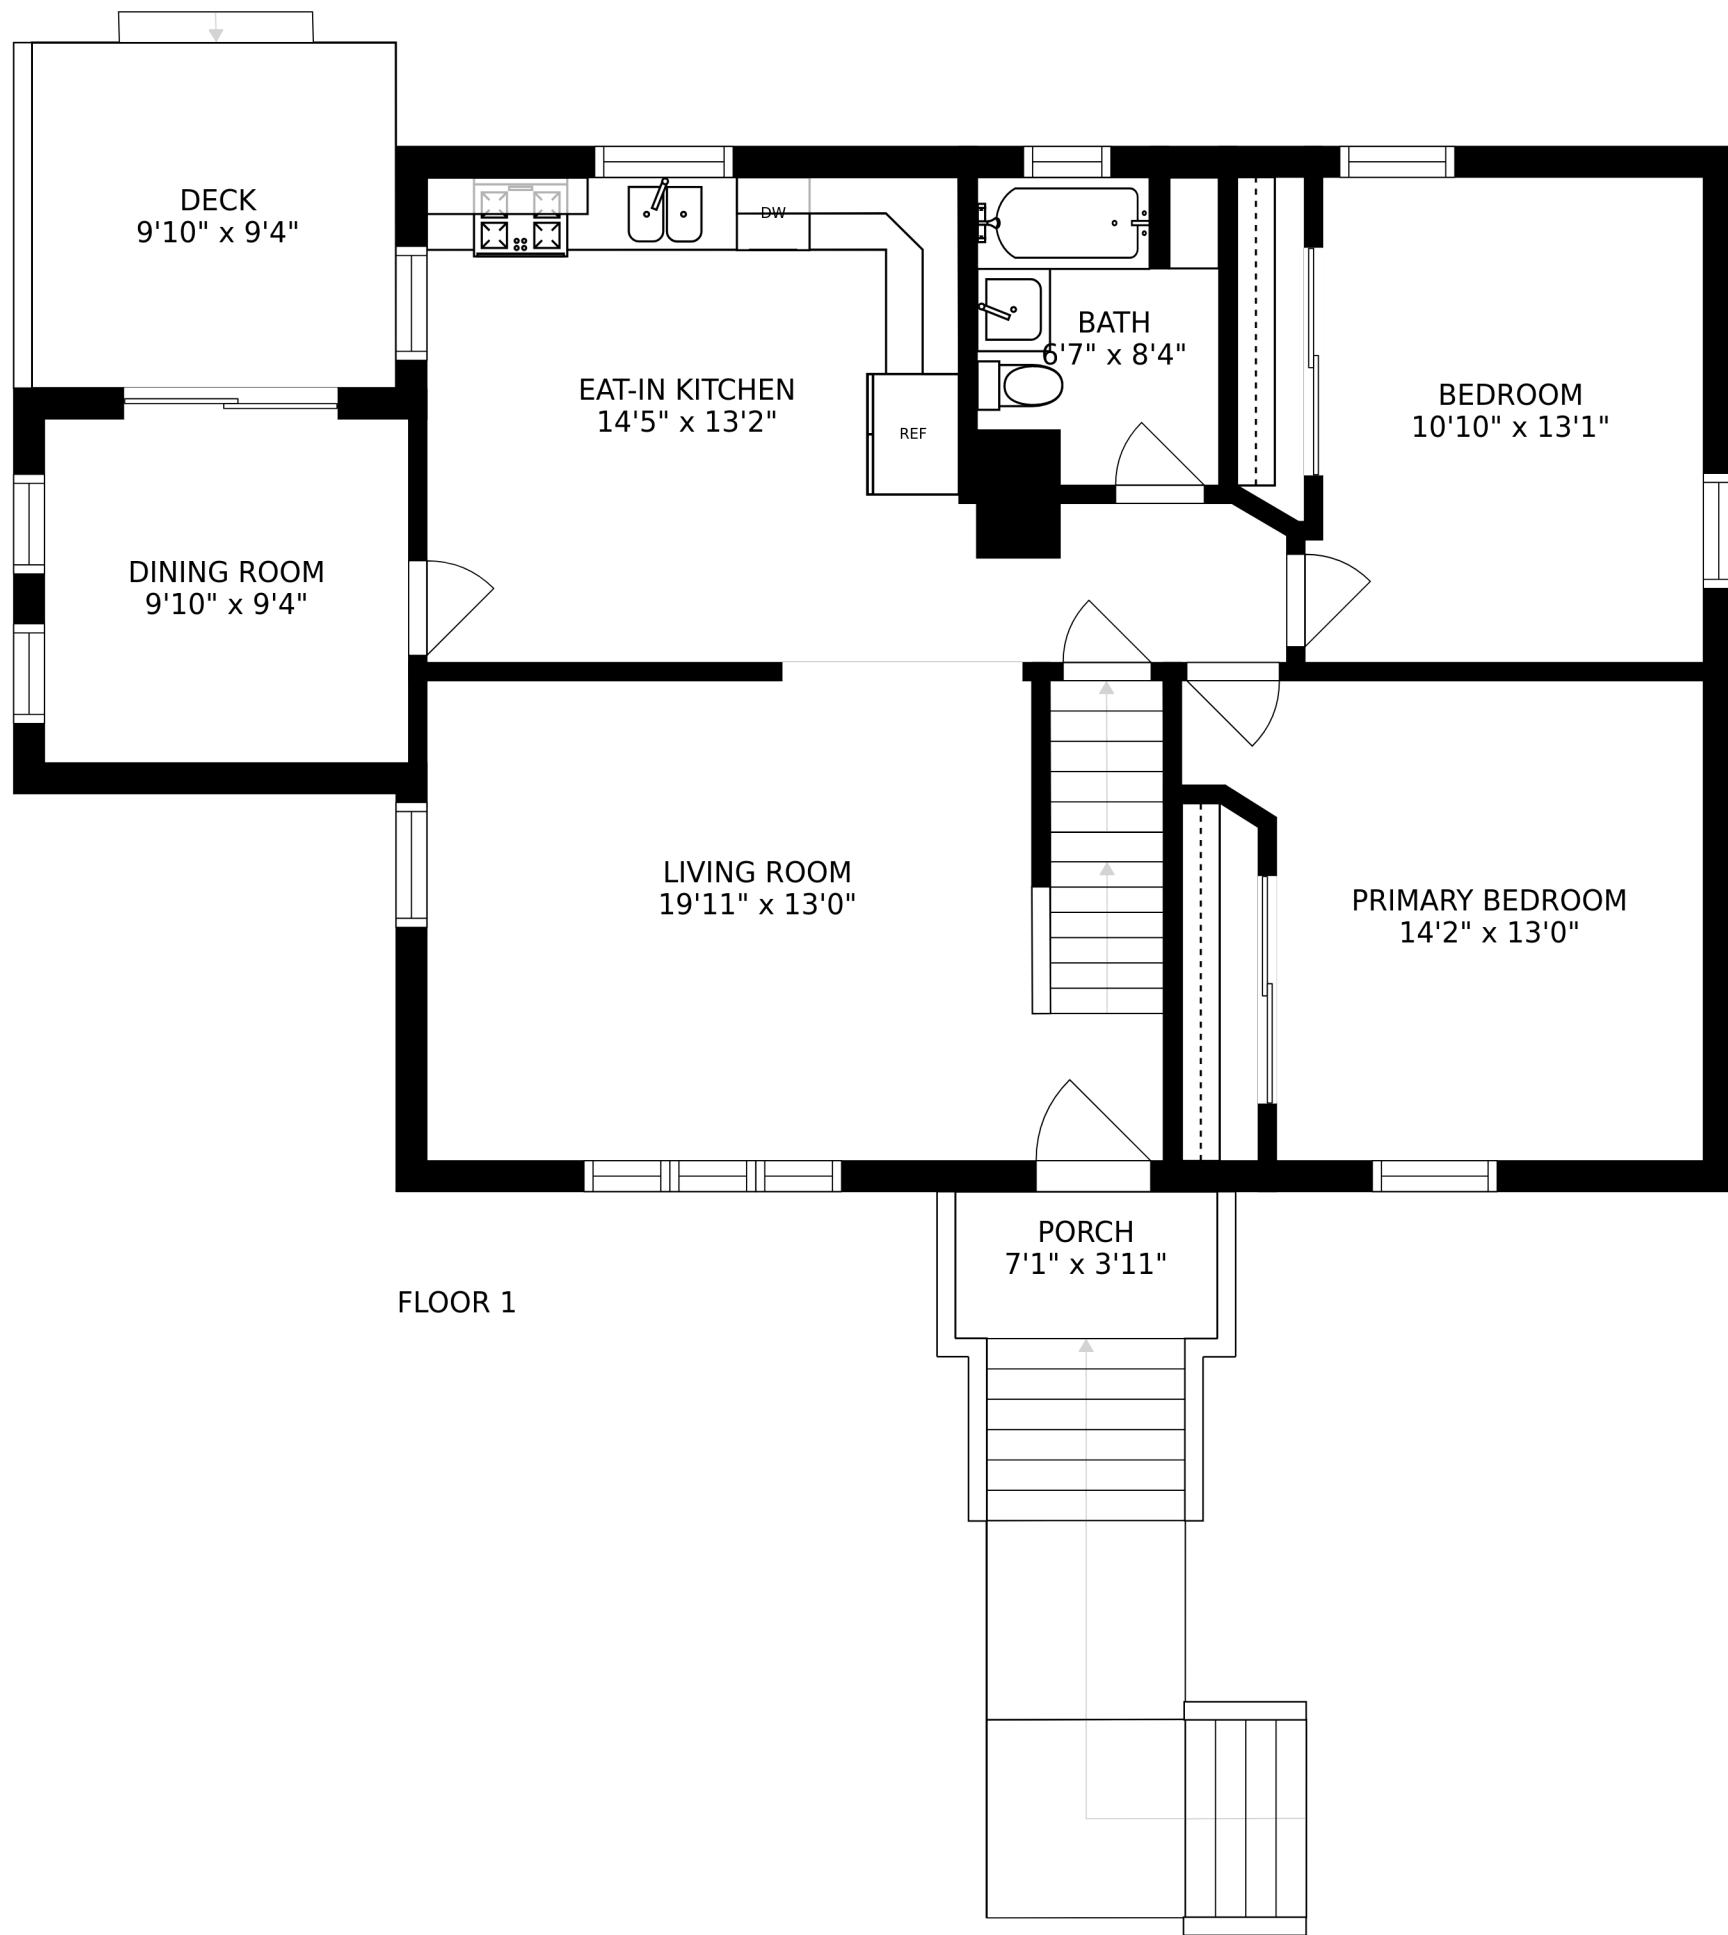 DECK
9'10" x 9'4"
DW
BATH
6'7" x 8'4"
EAT-IN KITCHEN
14'5" x 13'2"
REF
BEDROOM
10'10" x 13'1"
DINING ROOM
9'10" x 9'4"
LIVING ROOM
19'11" x 13'0"
PRIMARY BEDROOM
14'2" x 13'0"
PORCH
7'1" x 3'11"
FLOOR 1